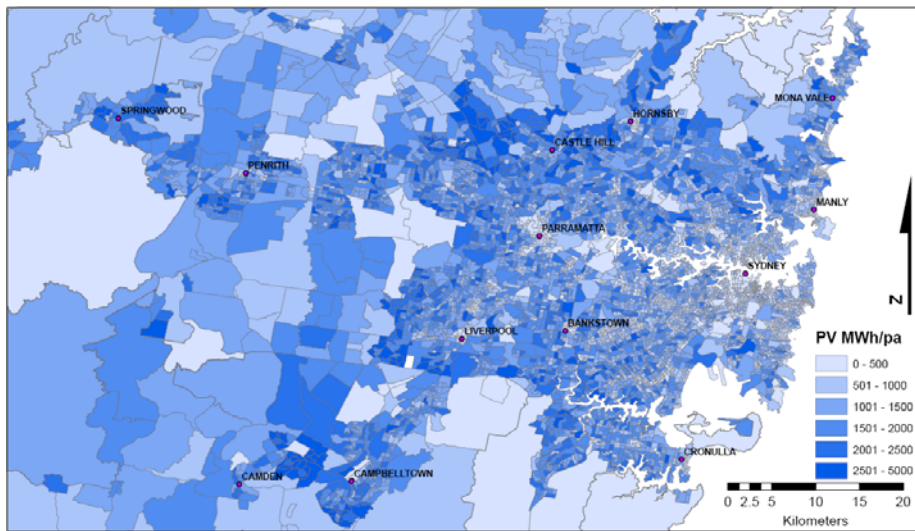 SPRINGWOOD
MONA VALE
HORNSBY
CASTLE HILL
PENRITH
MANLY
PARRAMATTA
SYDNEY
Z
LIVERPOOL
BANKSTOWN
PV MWh/pa
0 - 500
501 - 1000
1001 - 1500
1501 - 2000
2001 - 2500
2501 - 5000
CRONULLA
CAMDEN
CAMPBELLTOWN
0 2.5 5 10 15 20
Kilometers